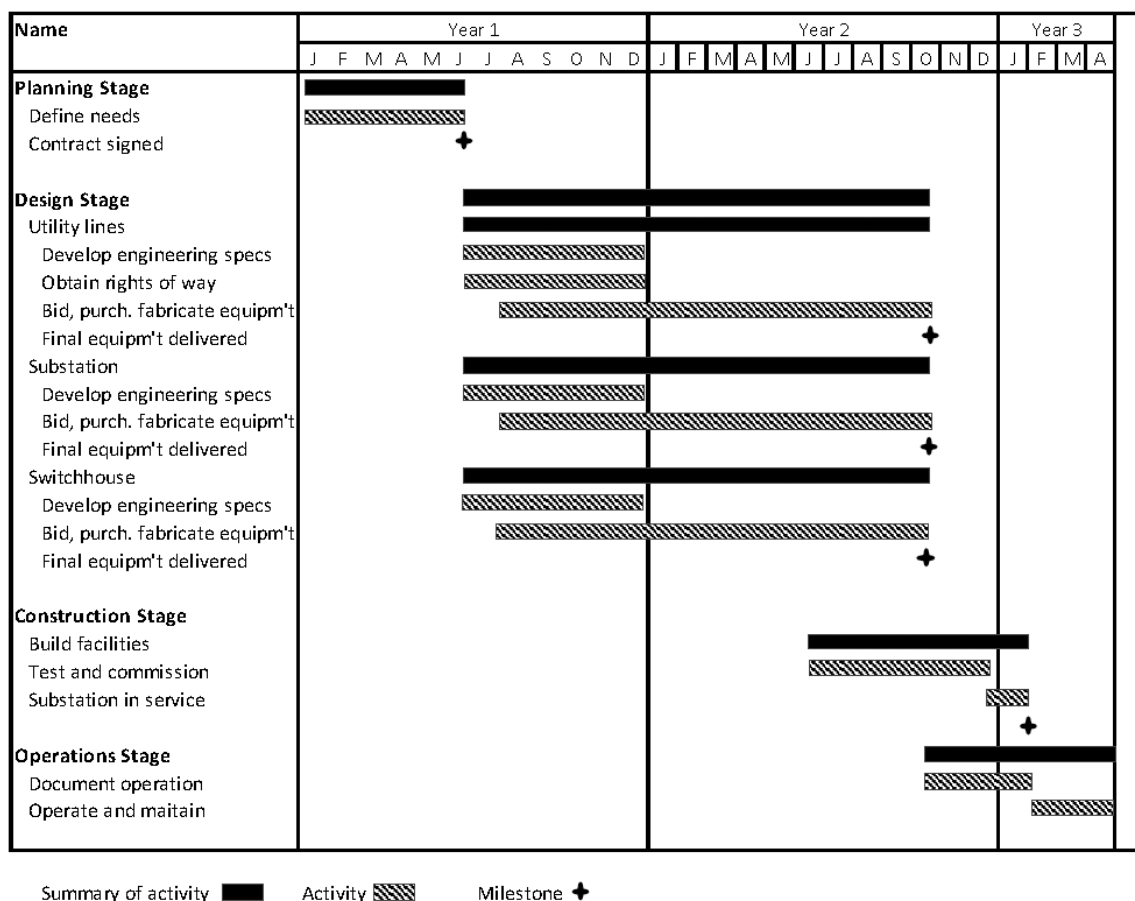 Name Year 1 Year 2 Year 3
J F M A M J J A S O N D J F M A M J J A S O N D J F M A
Planning Stage
Define needs
Contract signed
Design Stage
Utility lines
Develop engineering specs
Obtain rights of way
Bid, purch. fabricate equipm't
Final equipm't delivered
Substation
Develop engineering specs
Bid, purch. fabricate equipm't
Final equipm't delivered
Switchhouse
Develop engineering specs
Bid, purch. fabricate equipm't
Final equipm't delivered
Construction Stage
Build facilities
Test and commission
Substation in service
Operations Stage
Document operation
Operate and maitain
Summary of activity Activity Milestone